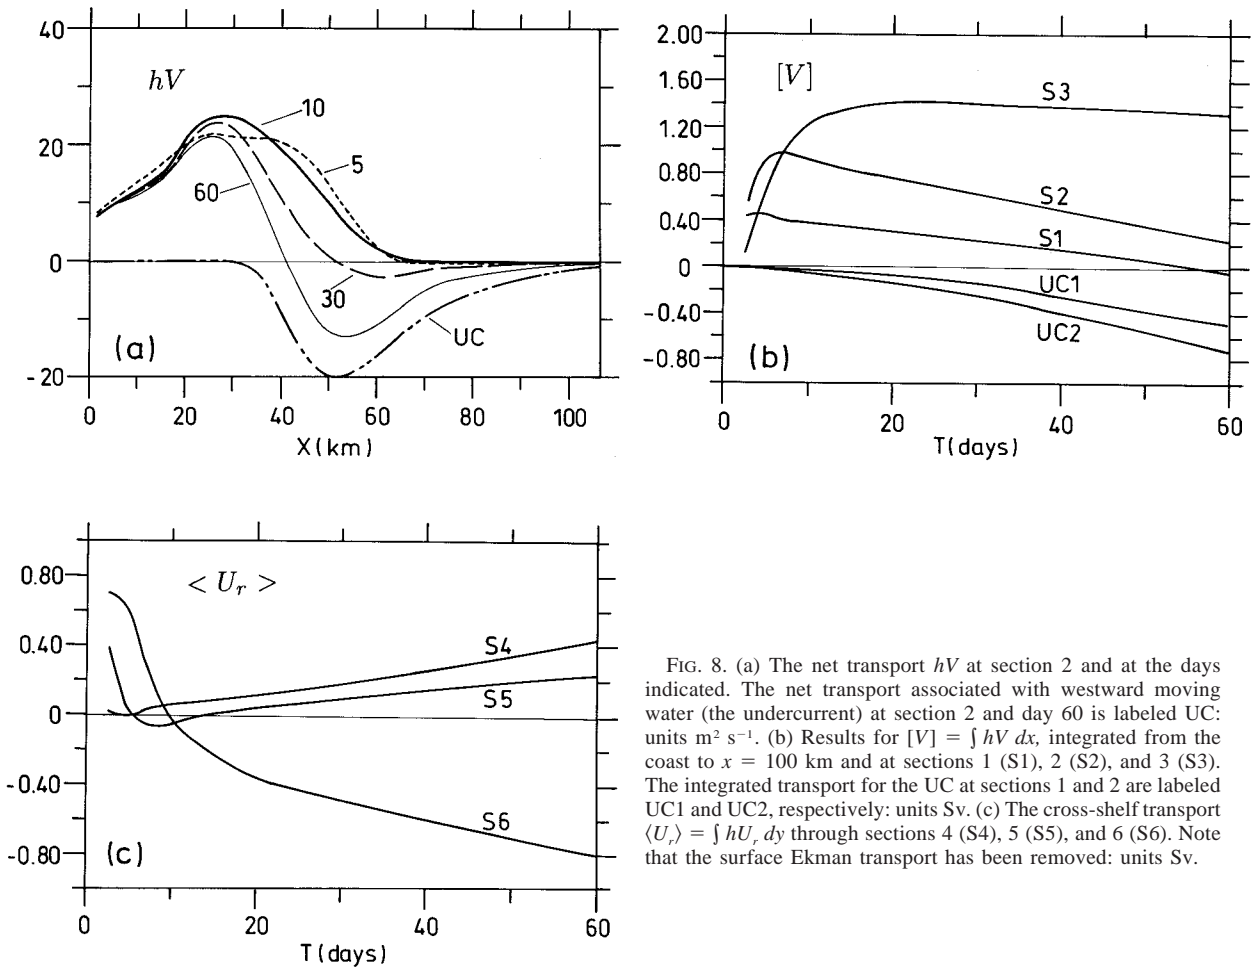 40
20
0
-20
hV
10
5
60
30
UC
(a)
0
20
40
60
80
100
X(km)
2.00
1.60
1.20
0.80
0.40
0
-0.40
-0.80
[V]
S3
S2
S1
UC1
UC2
(b)
0
20
40
60
T(days)
0.80
0.40
0
-0.40
-0.80
< U_r >
S4
S5
S6
(c)
0
20
40
60
T(days)
FIG. 8. (a) The net transport hV at section 2 and at the days
indicated. The net transport associated with westward moving
water (the undercurrent) at section 2 and day 60 is labeled UC:
units m² s⁻¹. (b) Results for [V] = ∫ hV dx, integrated from the
coast to x = 100 km and at sections 1 (S1), 2 (S2), and 3 (S3).
The integrated transport for the UC at sections 1 and 2 are labeled
UC1 and UC2, respectively: units Sv. (c) The cross-shelf transport
⟨U_r⟩ = ∫ hU_r dy through sections 4 (S4), 5 (S5), and 6 (S6). Note
that the surface Ekman transport has been removed: units Sv.